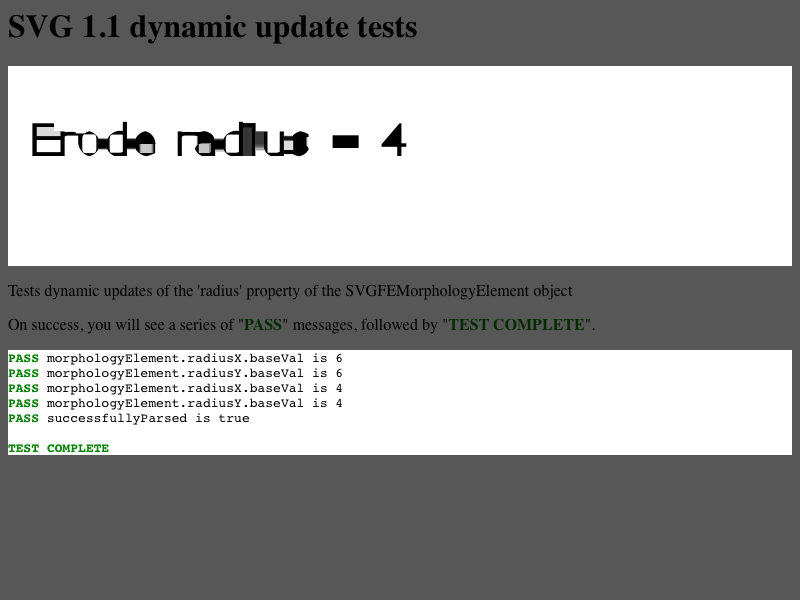 SVG 1.1 dynamic update tests
Erode radius = 4
Tests dynamic updates of the 'radius' property of the SVGFEMorphologyElement object
On success, you will see a series of "PASS" messages, followed by "TEST COMPLETE".
PASS morphologyElement.radiusX.baseVal is 6
PASS morphologyElement.radiusY.baseVal is 6
PASS morphologyElement.radiusX.baseVal is 4
PASS morphologyElement.radiusY.baseVal is 4
PASS successfullyParsed is true
TEST COMPLETE